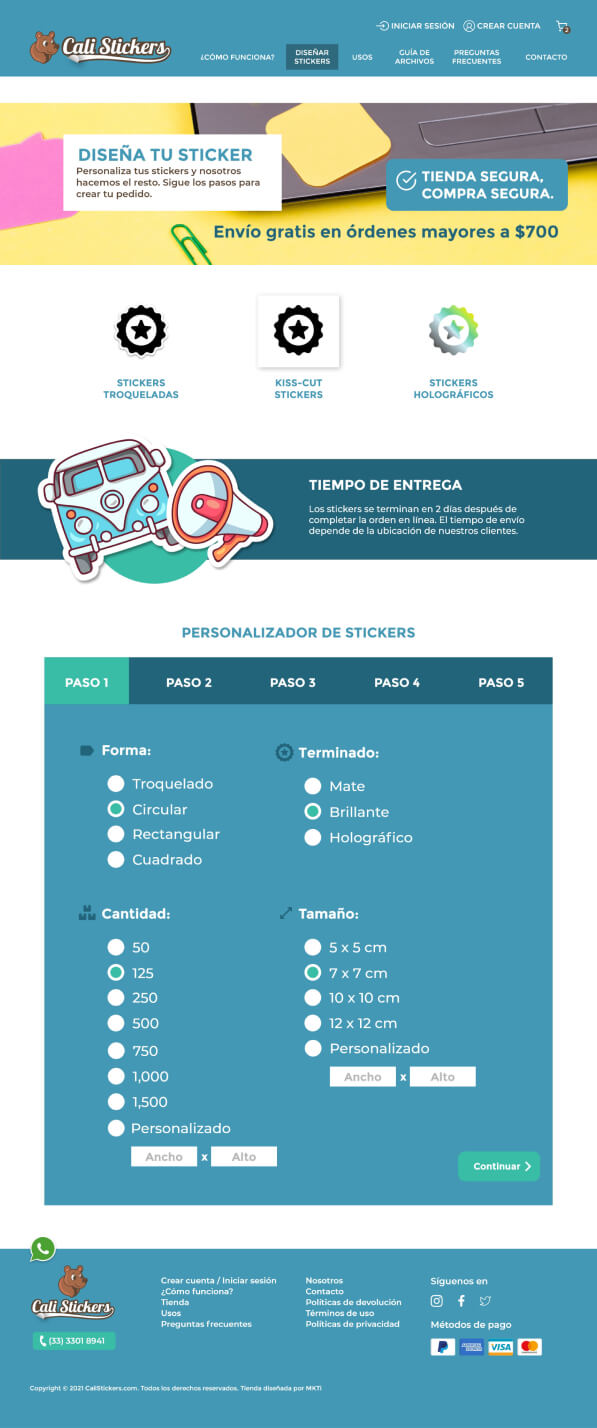 INICIAR SESIÓN
CREAR CUENTA
2
Cali Stickers
¿CÓMO FUNCIONA?
DISEÑAR
STICKERS
USOS
GUÍA DE
ARCHIVOS
PREGUNTAS
FRECUENTES
CONTACTO
DISEÑA TU STICKER
Personaliza tus stickers y nosotros
hacemos el resto. Sigue los pasos para
crear tu pedido.
TIENDA SEGURA,
COMPRA SEGURA.
Envío gratis en órdenes mayores a $700
STICKERS
TROQUELADAS
KISS-CUT
STICKERS
STICKERS
HOLOGRÁFICOS
TIEMPO DE ENTREGA
Los stickers se terminan en 2 días después de
completar la orden en línea. El tiempo de envío
depende de la ubicación de nuestros clientes.
PERSONALIZADOR DE STICKERS
PASO 1
PASO 2
PASO 3
PASO 4
PASO 5
Forma:
Troquelado
Circular
Rectangular
Cuadrado
Terminado:
Mate
Brillante
Holográfico
Cantidad:
50
125
250
500
750
1,000
1,500
Personalizado
Ancho x Alto
Tamaño:
5 x 5 cm
7 x 7 cm
10 x 10 cm
12 x 12 cm
Personalizado
Ancho x Alto
Continuar
Cali Stickers
(33) 3301 8941
Crear cuenta / Iniciar sesión
¿Cómo funciona?
Tienda
Usos
Preguntas frecuentes
Nosotros
Contacto
Políticas de devolución
Términos de uso
Políticas de privacidad
Síguenos en
Métodos de pago
AMERICAN EXPRESS
VISA
Copyright © 2021 CaliStickers.com. Todos los derechos reservados. Tienda diseñada por MKTi